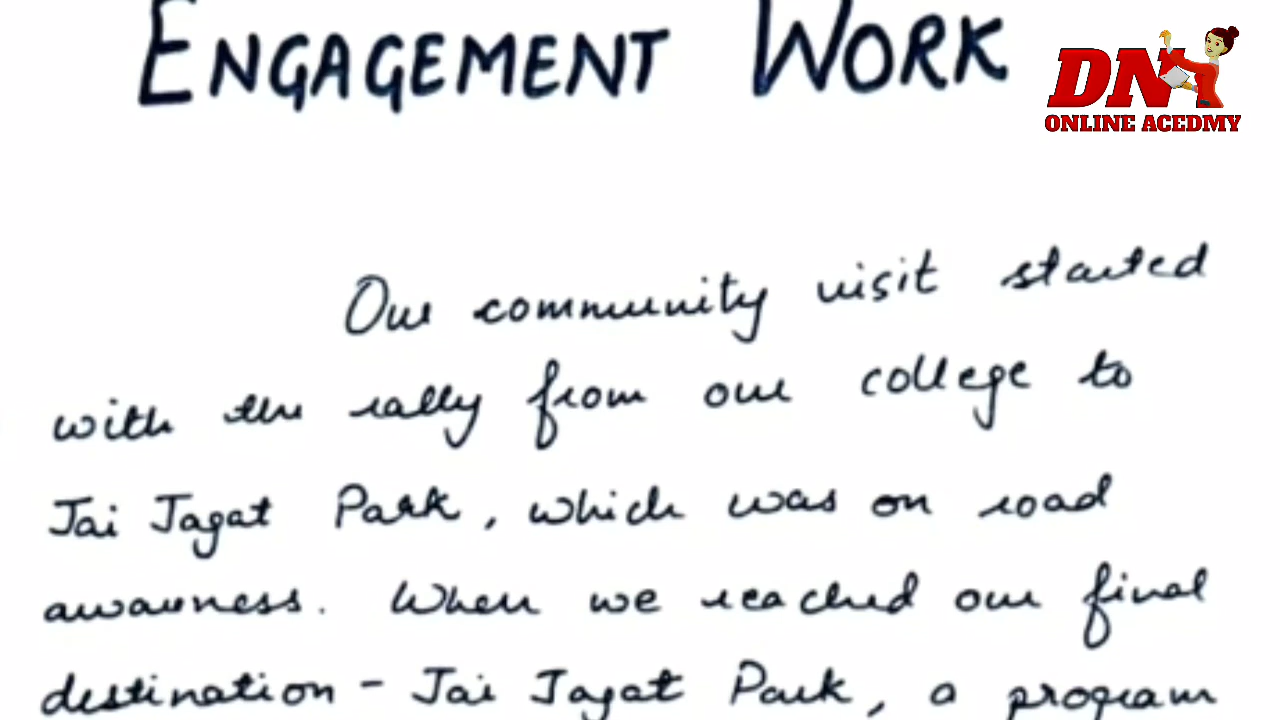 ENGAGEMENT WORK
DN
ONLINE ACEDMY
Our community visit started
with the rally from our college to
Jai Jagat Park, which was on road
awareness. When we reached our final
destination - Jai Jagat Park, a program